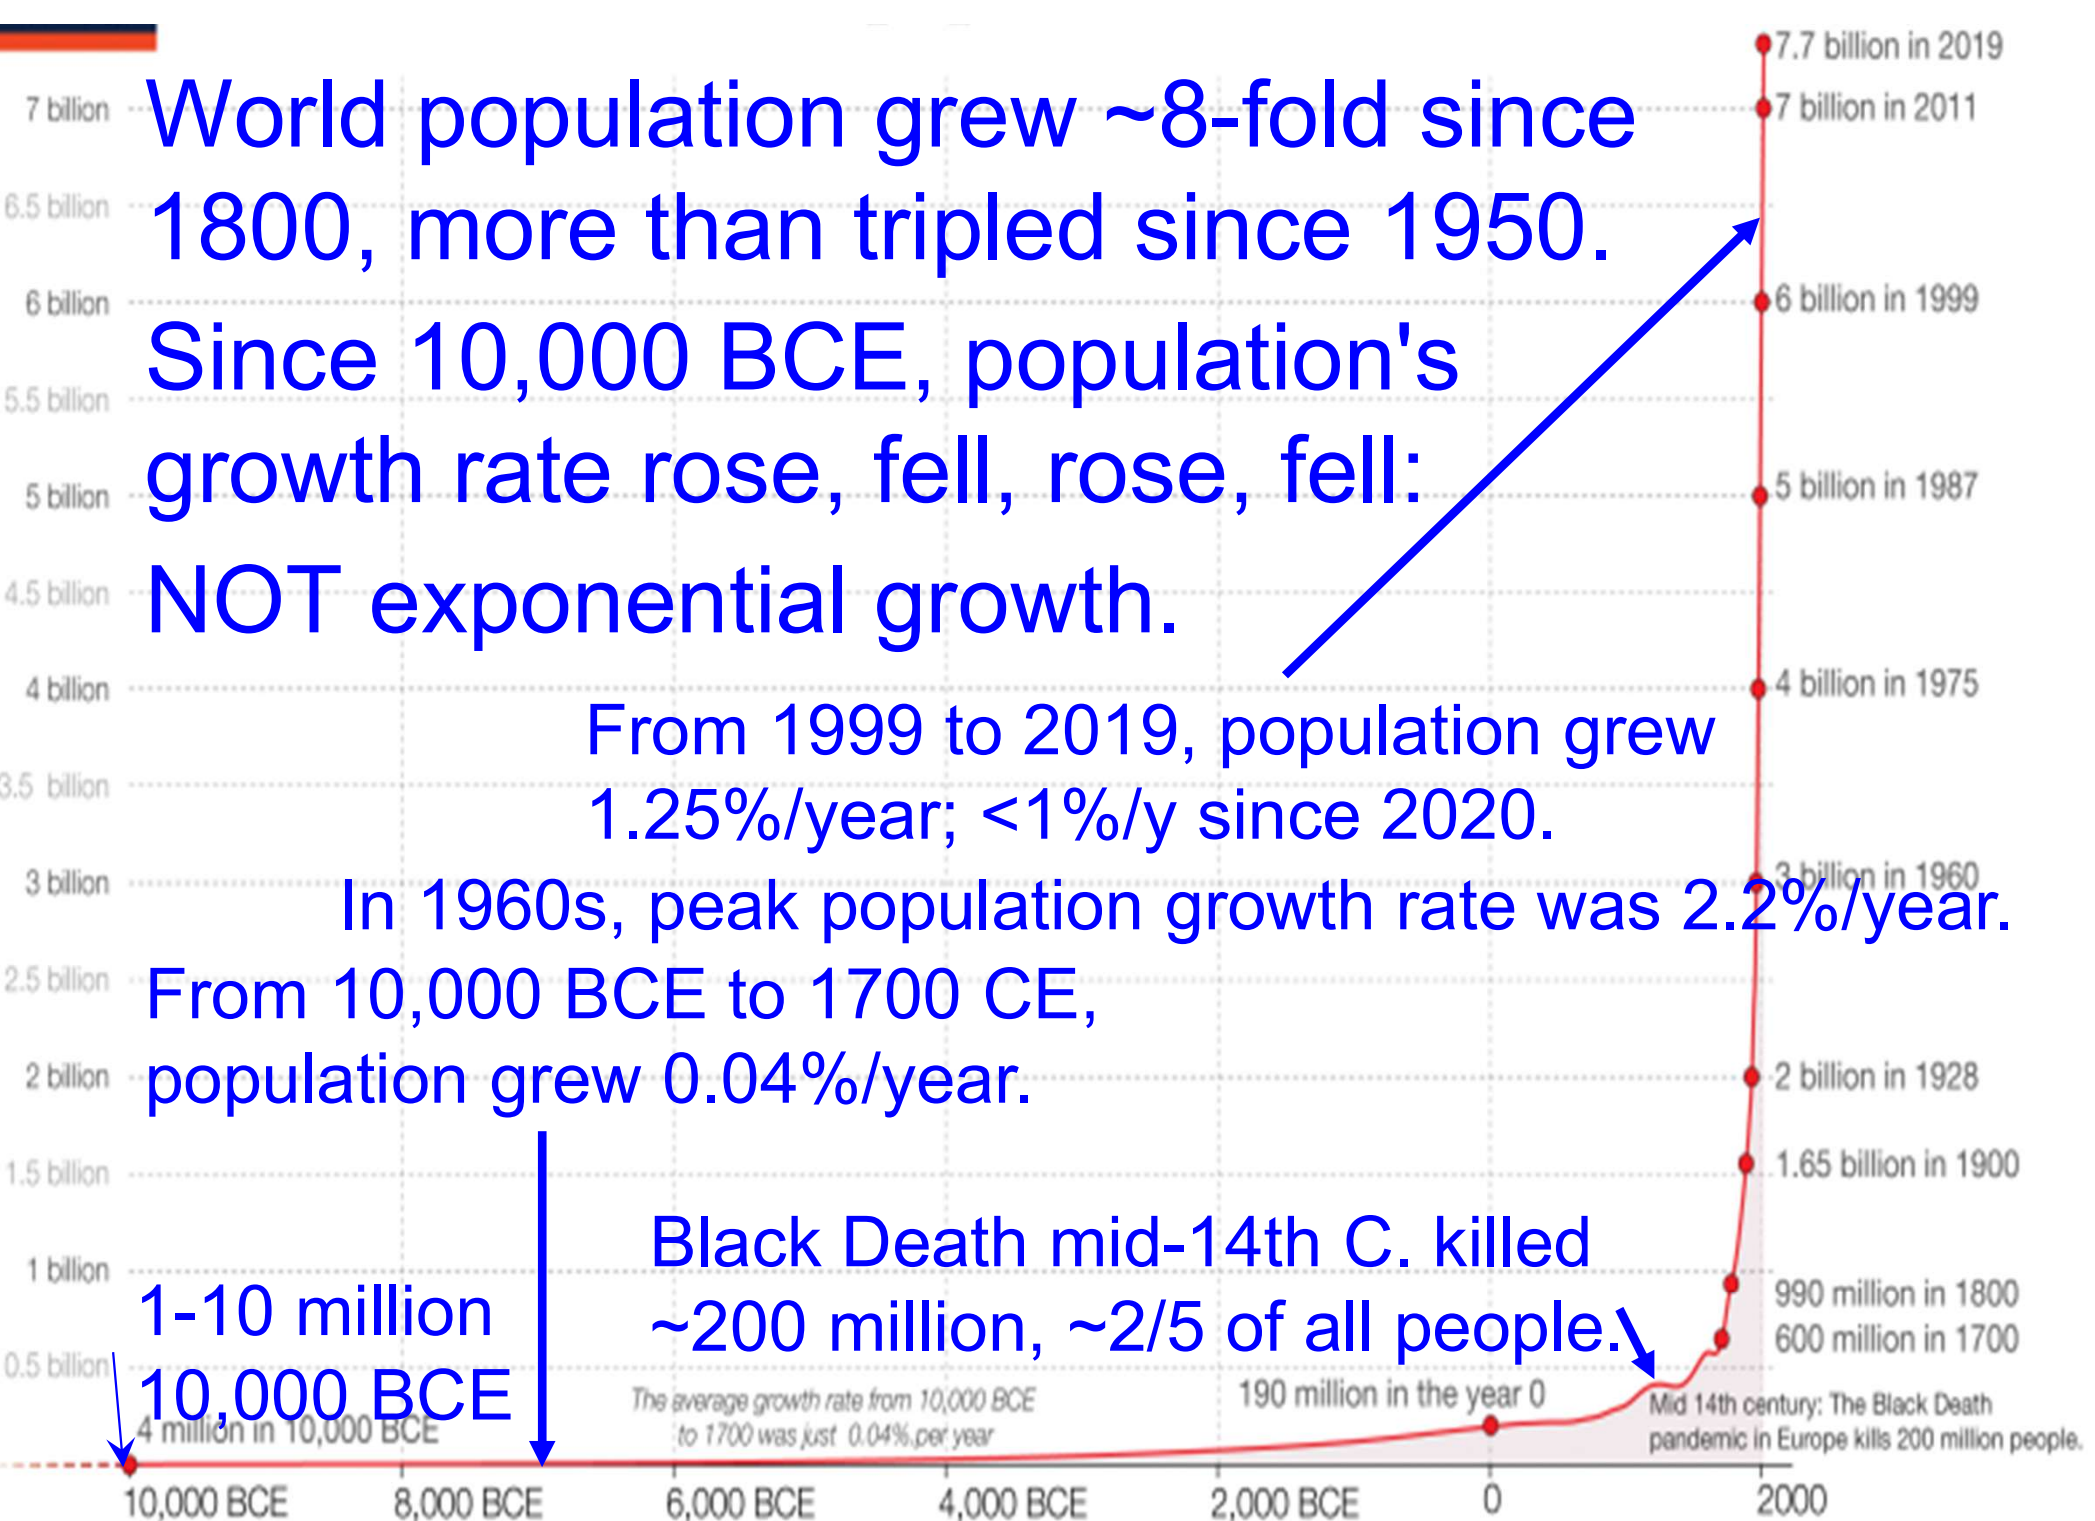 7.7 billion in 2019
7 billion
7 billion in 2011
World population grew ~8-fold since
6.5 billion
1800, more than tripled since 1950.
6 billion
6 billion in 1999
Since 10,000 BCE, population's
5.5 billion
growth rate rose, fell, rose, fell:
5 billion
5 billion in 1987
NOT exponential growth.
4.5 billion
4 billion
4 billion in 1975
From 1999 to 2019, population grew
3.5 billion
1.25%/year; <1%/y since 2020.
3 billion
3 billion in 1960
In 1960s, peak population growth rate was 2.2%/year.
2.5 billion
From 10,000 BCE to 1700 CE,
2 billion
2 billion in 1928
population grew 0.04%/year.
1.5 billion
1.65 billion in 1900
Black Death mid-14th C. killed
~200 million, ~2/5 of all people.
1 billion
990 million in 1800
600 million in 1700
1-10 million
10,000 BCE
0.5 billion
4 million in 10,000 BCE
The average growth rate from 10,000 BCE
to 1700 was just 0.04% per year
190 million in the year 0
Mid 14th century: The Black Death
pandemic in Europe kills 200 million people.
10,000 BCE
8,000 BCE
6,000 BCE
4,000 BCE
2,000 BCE
0
2000